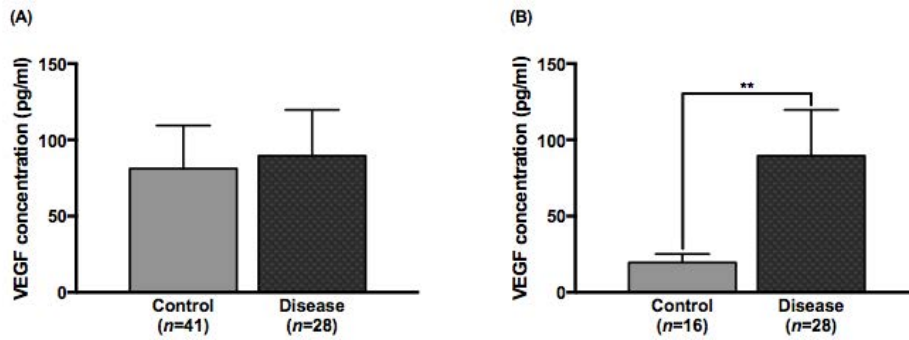 (A)
VEGF concentration (pg/ml)
150
100
50
0
Control
(n=41)
Disease
(n=28)
(B)
VEGF concentration (pg/ml)
150
100
50
0
**
Control
(n=16)
Disease
(n=28)